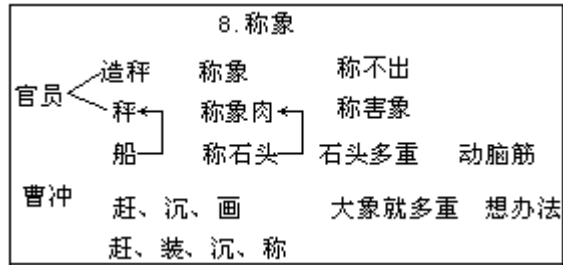 8.称象
造秤 称象 称不出
官员
秤 称象肉 称害象
船 称石头 石头多重 动脑筋
曹冲
赶、沉、画 大象就多重 想办法
赶、装、沉、称